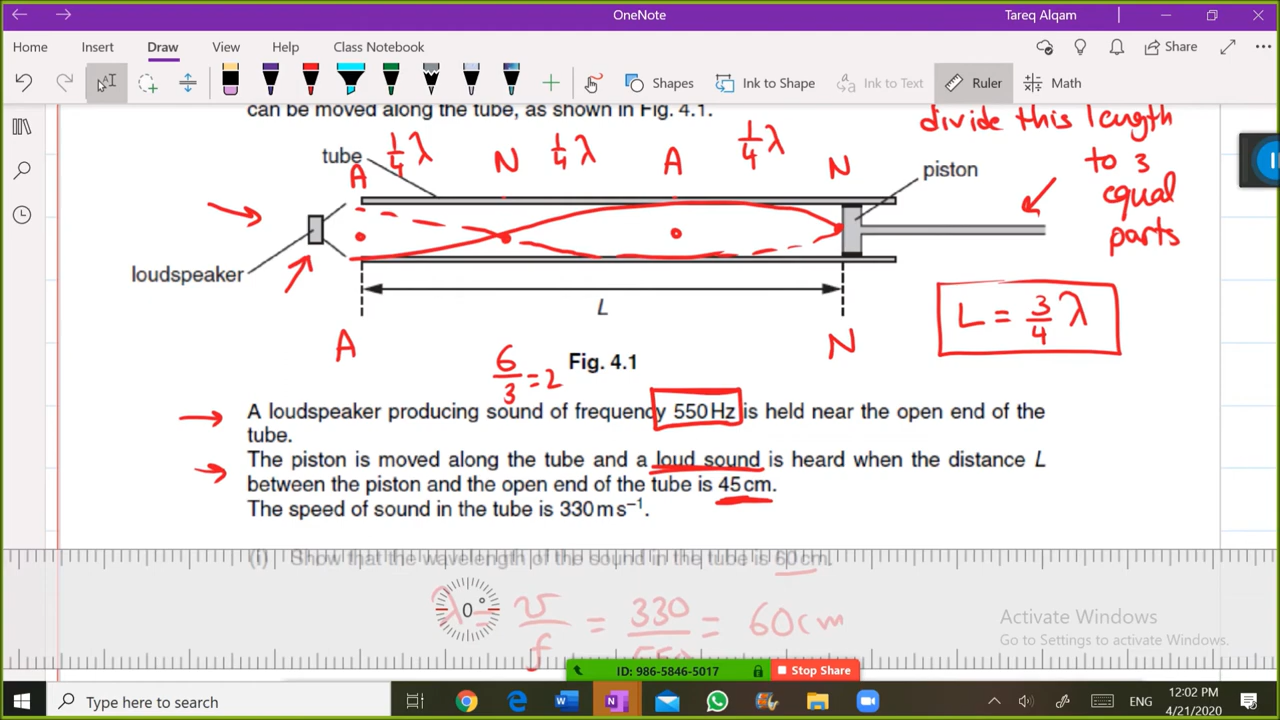 OneNote
Tareq Alqam
Home Insert Draw View Help Class Notebook
Share
Shapes Ink to Shape Ink to Text Ruler Math
can be moved along the tube, as shown in Fig. 4.1.
divide this length
to 3
equal
parts
1/4 λ N 1/4 λ A 1/4 λ N
tube
A
piston
loudspeaker
L
L = 3/4 λ
A N
6/3 = 2
Fig. 4.1
A loudspeaker producing sound of frequency 550 Hz is held near the open end of the
tube.
The piston is moved along the tube and a loud sound is heard when the distance L
between the piston and the open end of the tube is 45 cm.
The speed of sound in the tube is 330 m s⁻¹.
(i) Show that the wavelength of the sound in the tube is 60 cm.
λ = v/f = 330/550 = 60cm
0°
Activate Windows
Go to Settings to activate Windows.
ID: 986-5846-5017 Stop Share
Type here to search
ENG
12:02 PM
4/21/2020